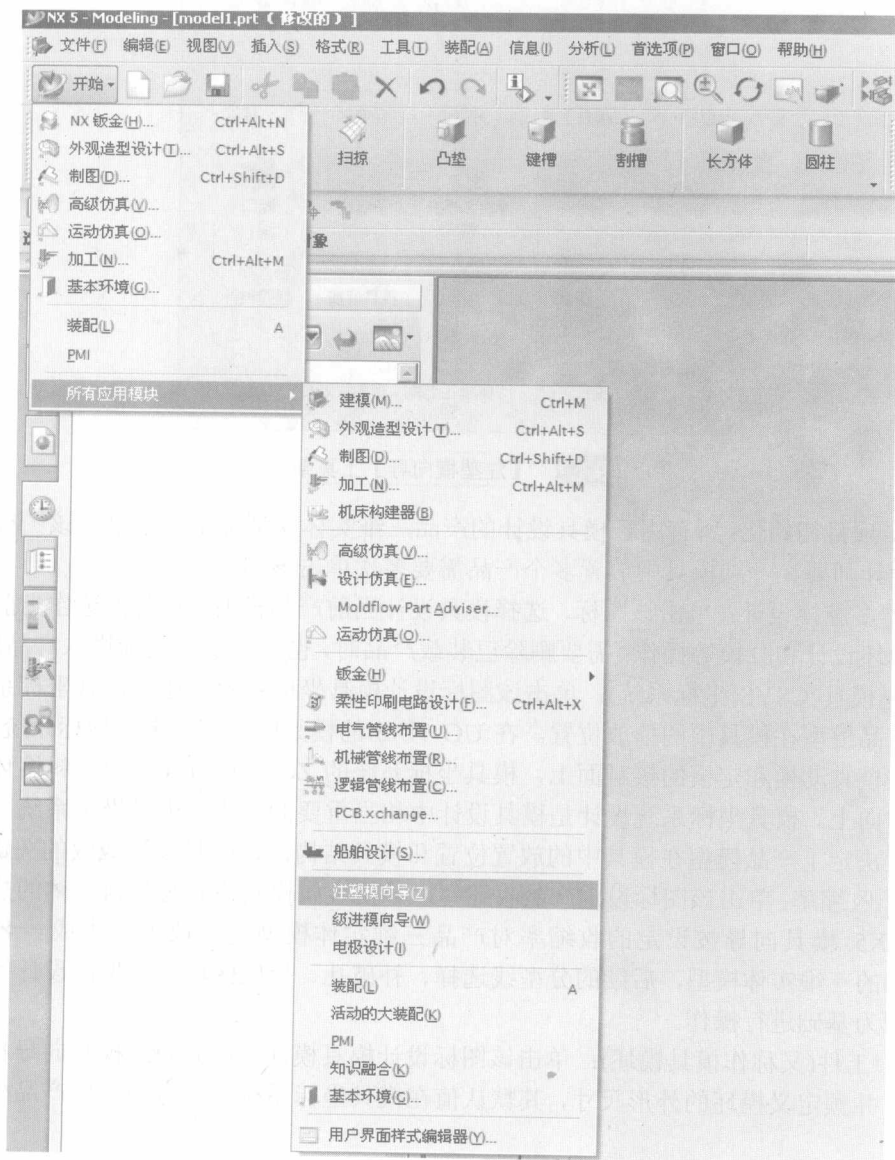 NX 5 - Modeling - [model1.prt （ 修改的 ） ]
文件(F) 编辑(E) 视图(V) 插入(S) 格式(R) 工具(T) 装配(A) 信息(I) 分析(L) 首选项(P) 窗口(O) 帮助(H)
开始
扫掠 凸垫 键槽 割槽 长方体 圆柱
NX 钣金(H)... Ctrl+Alt+N
外观造型设计(T)... Ctrl+Alt+S
制图(D)... Ctrl+Shift+D
高级仿真(V)...
运动仿真(O)...
加工(N)... Ctrl+Alt+M
基本环境(G)...
装配(L) A
PMI
所有应用模块
建模(M)... Ctrl+M
外观造型设计(T)... Ctrl+Alt+S
制图(D)... Ctrl+Shift+D
加工(N)... Ctrl+Alt+M
机床构建器(B)
高级仿真(V)...
设计仿真(E)...
Moldflow Part Adviser...
运动仿真(O)...
钣金(H)
柔性印刷电路设计(F)... Ctrl+Alt+X
电气管线布置(U)...
机械管线布置(R)...
逻辑管线布置(C)...
PCB.xchange...
船舶设计(S)...
注塑模向导(Z)
级进模向导(W)
电极设计(I)
装配(L) A
活动的大装配(K)
PMI
知识融合(K)
基本环境(G)...
用户界面样式编辑器(Y)...